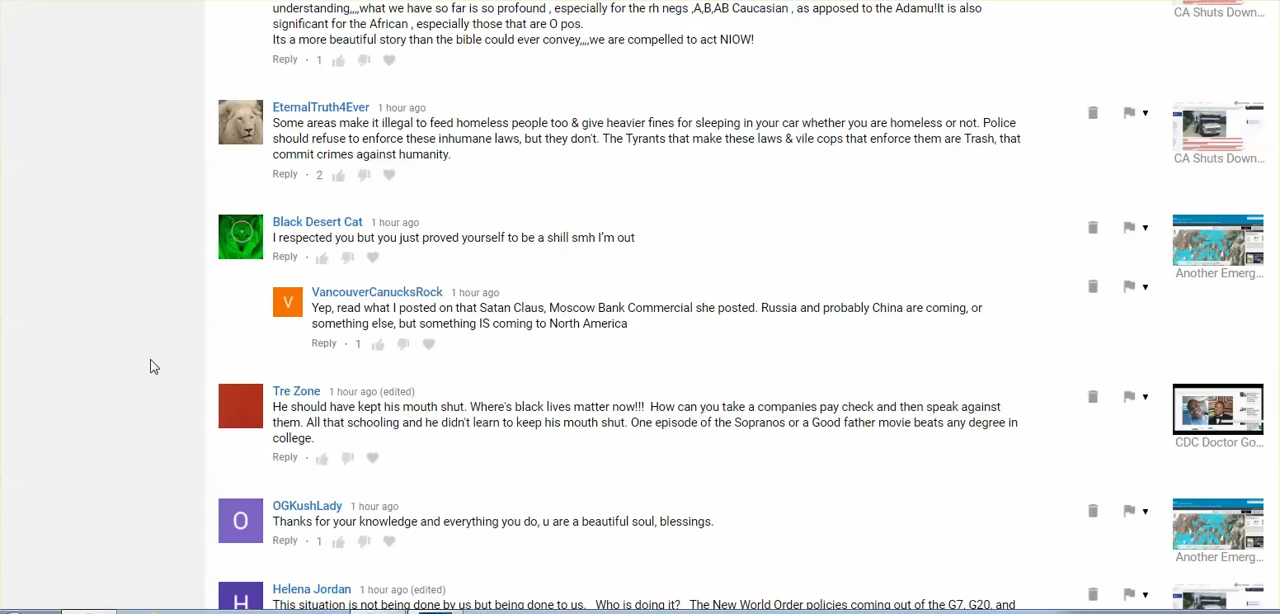 understanding,,,,what we have so far is so profound , especially for the rh negs ,A,B,AB Caucasian , as apposed to the Adamu!It is also
significant for the African , especially those that are O pos.
Its a more beautiful story than the bible could ever convey,,,,we are compelled to act NIOW!
Reply · 1
CA Shuts Down...
EternalTruth4Ever 1 hour ago
Some areas make it illegal to feed homeless people too & give heavier fines for sleeping in your car whether you are homeless or not. Police
should refuse to enforce these inhumane laws, but they don't. The Tyrants that make these laws & vile cops that enforce them are Trash, that
commit crimes against humanity.
Reply · 2
CA Shuts Down...
Black Desert Cat 1 hour ago
I respected you but you just proved yourself to be a shill smh I'm out
Reply
Another Emerg...
V
VancouverCanucksRock 1 hour ago
Yep, read what I posted on that Satan Claus, Moscow Bank Commercial she posted. Russia and probably China are coming, or
something else, but something IS coming to North America
Reply · 1
Tre Zone 1 hour ago (edited)
He should have kept his mouth shut. Where's black lives matter now!!! How can you take a companies pay check and then speak against
them. All that schooling and he didn't learn to keep his mouth shut. One episode of the Sopranos or a Good father movie beats any degree in
college.
Reply
CDC Doctor Go...
O
OGKushLady 1 hour ago
Thanks for your knowledge and everything you do, u are a beautiful soul, blessings.
Reply · 1
Another Emerg...
H
Helena Jordan 1 hour ago (edited)
This situation is not being done by us but being done to us. Who is doing it? The New World Order policies coming out of the G7, G20, and